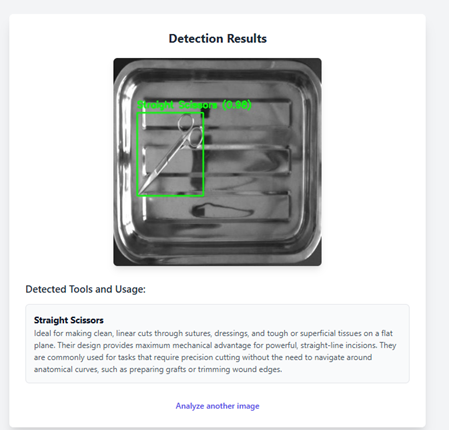 Detection Results
Straight Scissors (0.98)
Detected Tools and Usage:
Straight Scissors
Ideal for making clean, linear cuts through sutures, dressings, and tough or superficial tissues on a flat
plane. Their design provides maximum mechanical advantage for powerful, straight-line incisions. They
are commonly used for tasks that require precision cutting without the need to navigate around
anatomical curves, such as preparing grafts or trimming wound edges.
Analyze another image